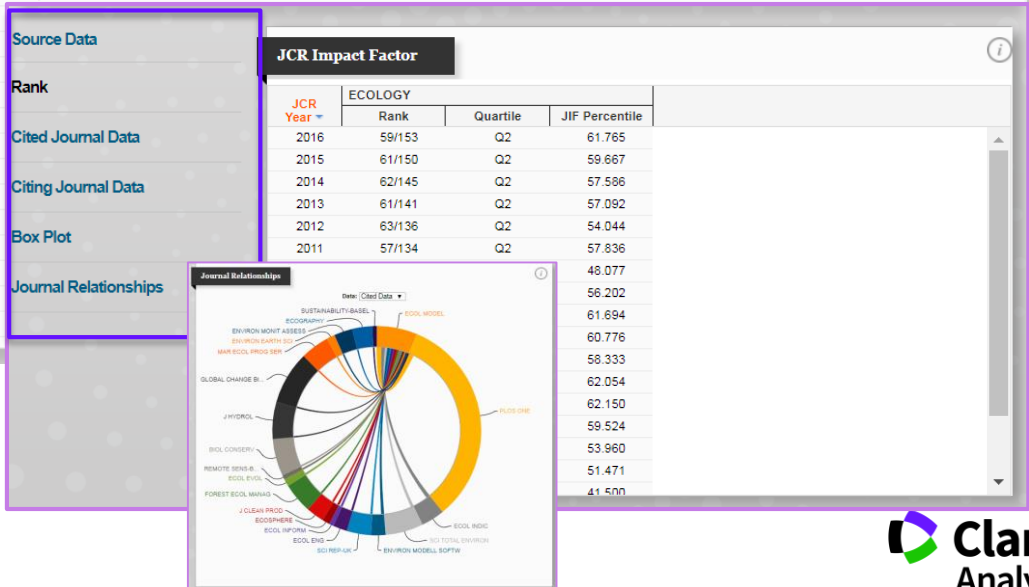 Source Data
Rank
Cited Journal Data
Citing Journal Data
Box Plot
Journal Relationships
JCR Impact Factor
i
JCR Year ECOLOGY
Rank Quartile JIF Percentile
2016 59/153 Q2 61.765
2015 61/150 Q2 59.667
2014 62/145 Q2 57.586
2013 61/141 Q2 57.092
2012 63/136 Q2 54.044
2011 57/134 Q2 57.836
48.077
56.202
61.694
60.776
58.333
62.054
62.150
59.524
53.960
51.471
41.500
Journal Relationships
i
Data: Cited Data
SUSTAINABILITY-BASEL
ECOL MODEL
ECOGRAPHY
ENVIRON MONIT ASSESS
ENVIRON EARTH SCI
MAR ECOL PROG SER
GLOBAL CHANGE BI...
PLOS ONE
J HYDROL
BIOL CONSERV
REMOTE SENS-B...
ECOL EVOL
FOREST ECOL MANAG
J CLEAN PROD
ECOSPHERE
ECOL INDIC
ECOL INFORM
ECOL ENG
SCI TOTAL ENVIRON
SCI REP-UK
ENVIRON MODELL SOFTW
Clar
Analy